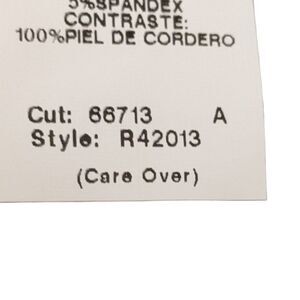 5%SPANDEX
CONTRASTE:
100%PIEL DE CORDERO
Cut: 66713 A
Style: R42013
(Care Over)